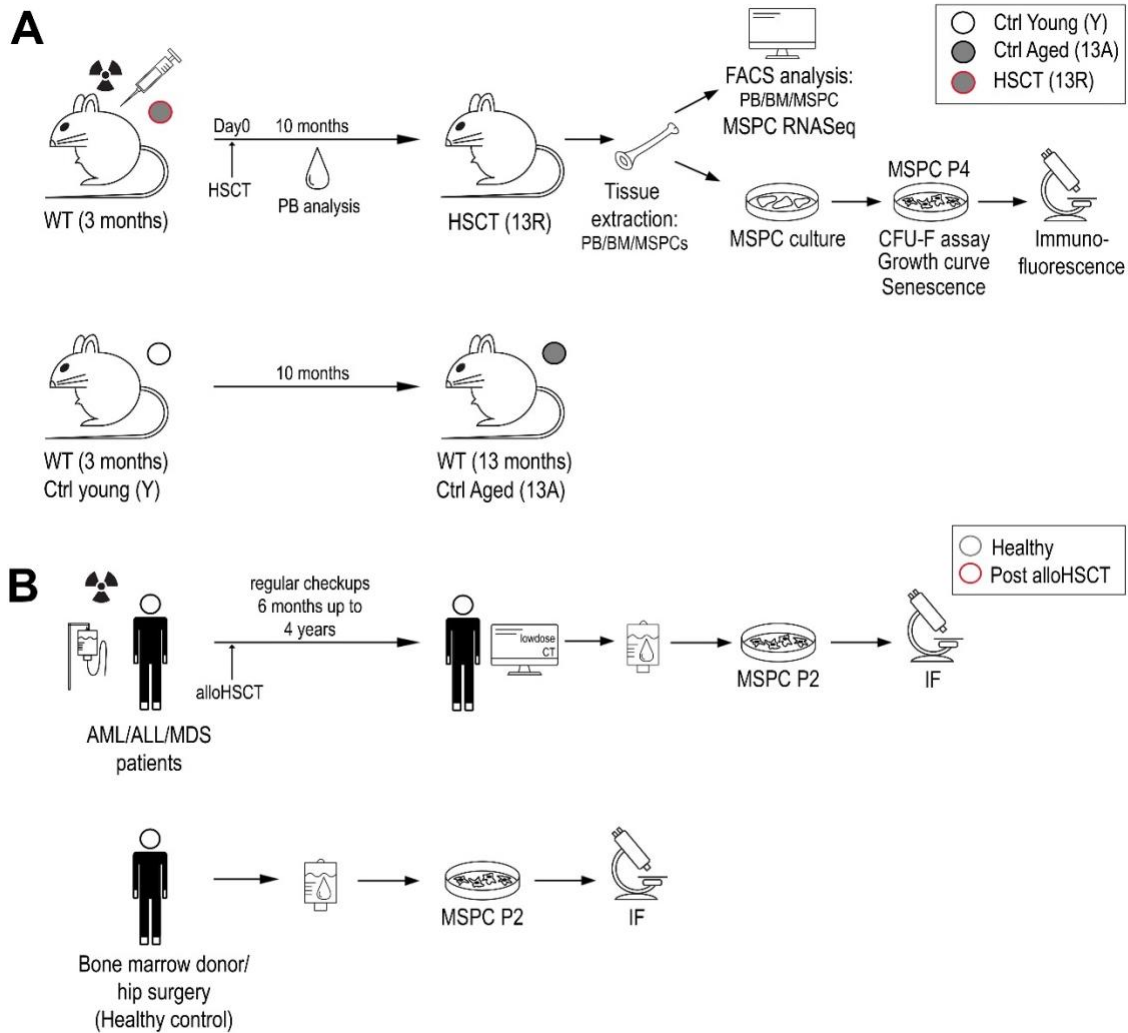 A
Ctrl Young (Y)
Ctrl Aged (13A)
HSCT (13R)
Day0
10 months
HSCT
PB analysis
WT (3 months)
HSCT (13R)
Tissue
extraction:
PB/BM/MSPCs
FACS analysis:
PB/BM/MSPC
MSPC RNASeq
MSPC culture
MSPC P4
CFU-F assay
Growth curve
Senescence
Immuno-
fluorescence
10 months
WT (3 months)
Ctrl young (Y)
WT (13 months)
Ctrl Aged (13A)
B
Healthy
Post alloHSCT
regular checkups
6 months up to
4 years
alloHSCT
AML/ALL/MDS
patients
lowdose
CT
MSPC P2
IF
Bone marrow donor/
hip surgery
(Healthy control)
MSPC P2
IF